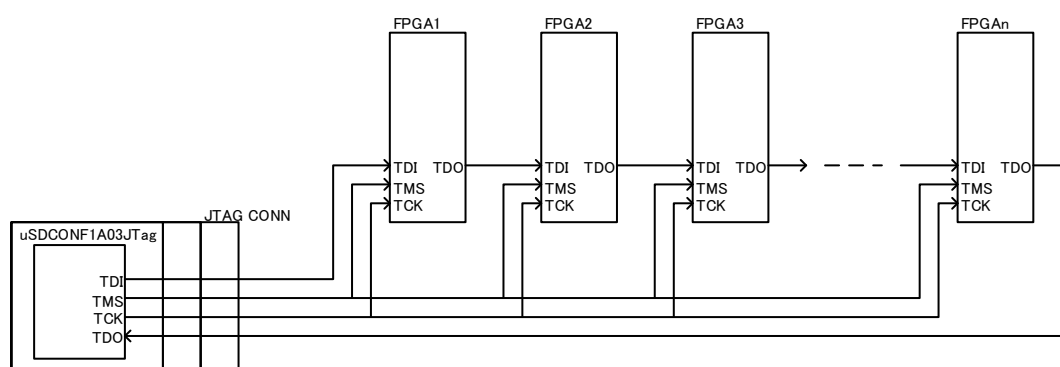 FPGA1
FPGA2
FPGA3
FPGAn
TDI TDO
TDI TDO
TDI TDO
TDI TDO
TMS
TMS
TMS
TMS
TCK
TCK
TCK
TCK
JTAG CONN
uSDCONF1A03JTag
TDI
TMS
TCK
TDO